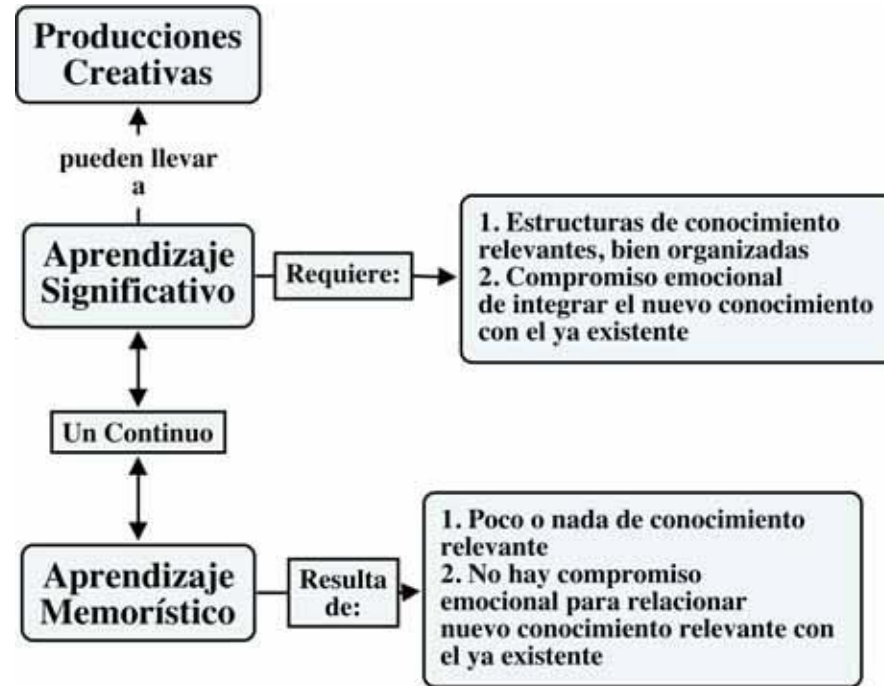 Producciones
Creativas
pueden llevar
a
Aprendizaje
Significativo
Requiere:
1. Estructuras de conocimiento
relevantes, bien organizadas
2. Compromiso emocional
de integrar el nuevo conocimiento
con el ya existente
Un Continuo
Aprendizaje
Memorístico
Resulta
de:
1. Poco o nada de conocimiento
relevante
2. No hay compromiso
emocional para relacionar
nuevo conocimiento relevante con
el ya existente